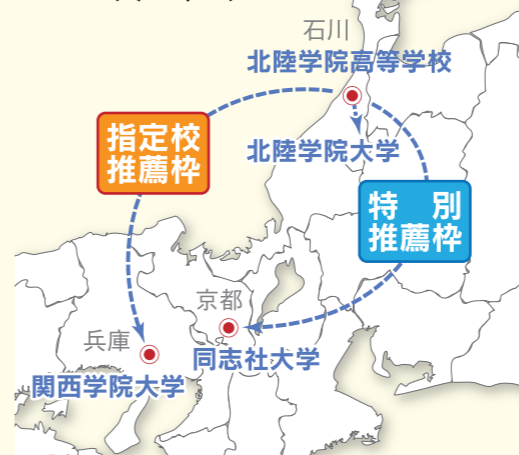 石川
北陸学院高等学校
指定校
推薦枠
北陸学院大学
特 別
推薦枠
京都
兵庫
同志社大学
関西学院大学